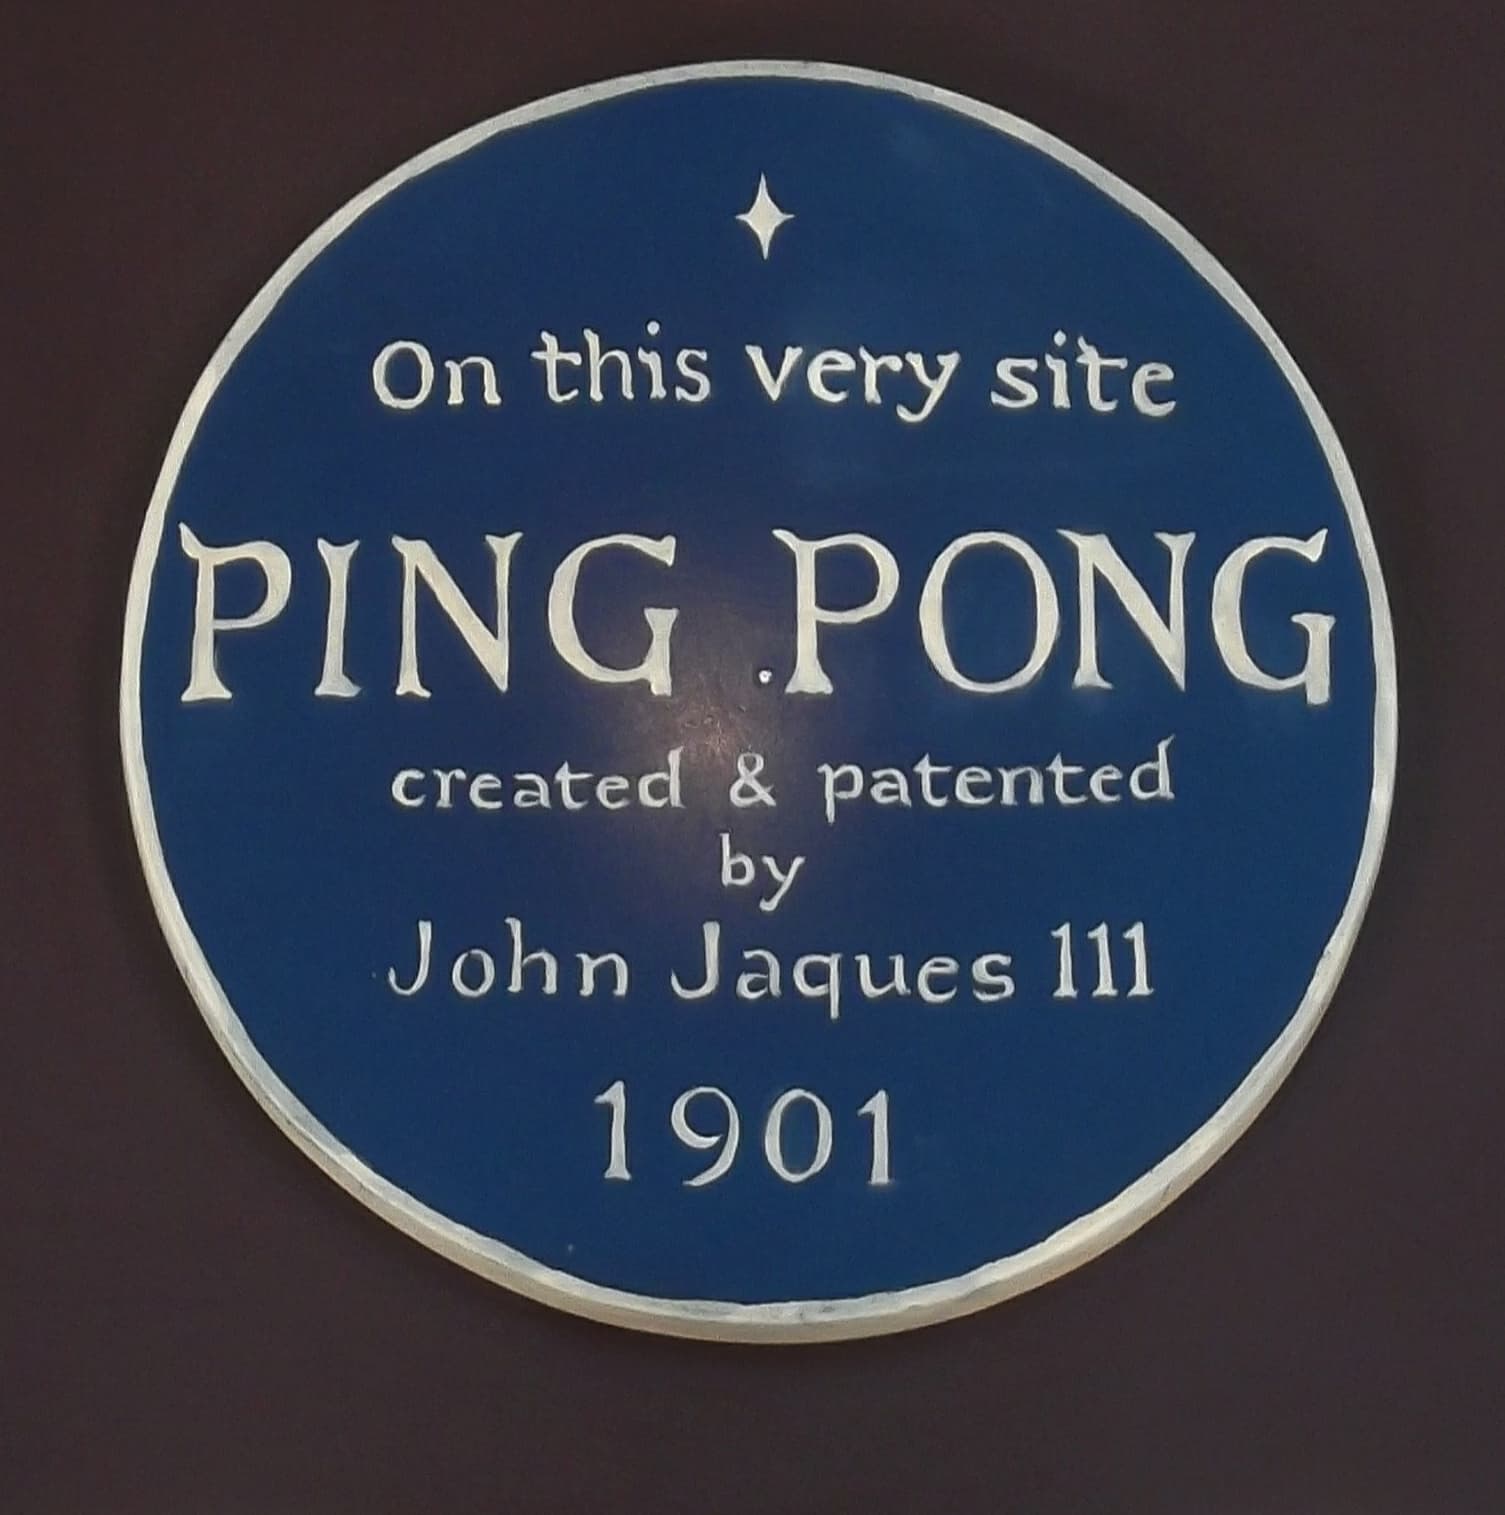 On this very site
PING PONG
created & patented
by
John Jaques 111
1901